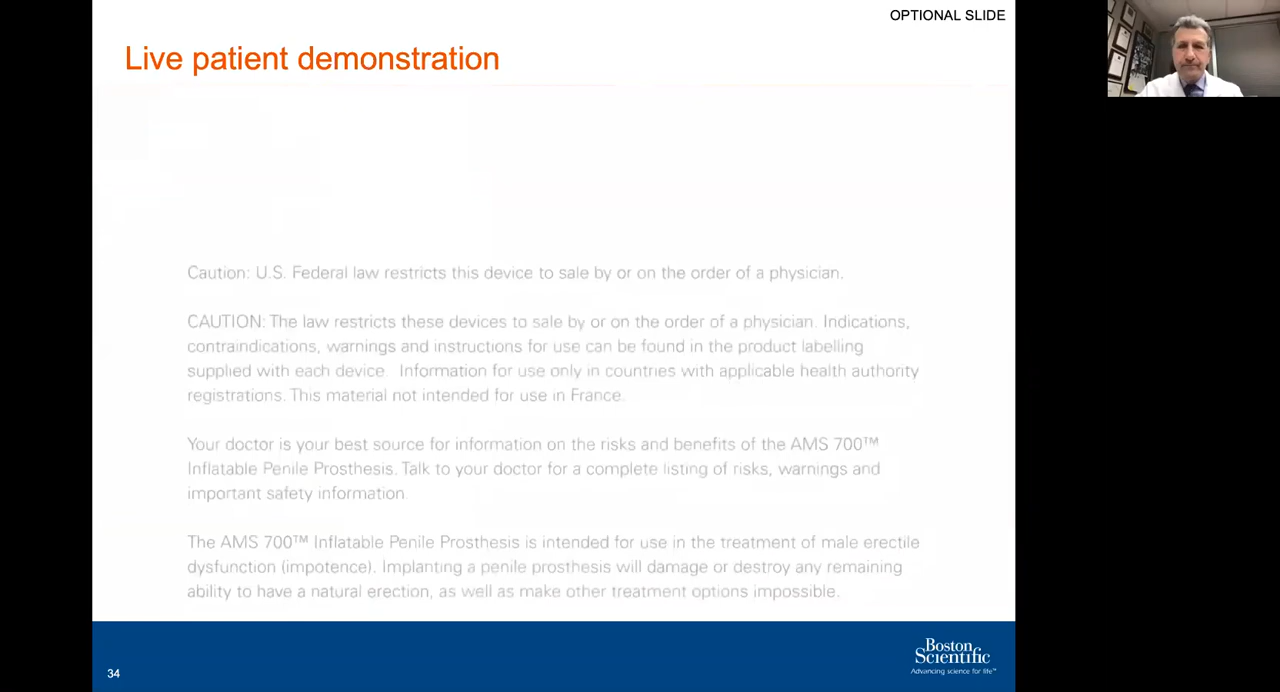 OPTIONAL SLIDE
Live patient demonstration
Caution: U.S. Federal law restricts this device to sale by or on the order of a physician.
CAUTION: The law restricts these devices to sale by or on the order of a physician. Indications,
contraindications, warnings and instructions for use can be found in the product labelling
supplied with each device. Information for use only in countries with applicable health authority
registrations. This material not intended for use in France.
Your doctor is your best source for information on the risks and benefits of the AMS 700™
Inflatable Penile Prosthesis. Talk to your doctor for a complete listing of risks, warnings and
important safety information
The AMS 700™ Inflatable Penile Prosthesis is intended for use in the treatment of male erectile
dysfunction (impotence). Implanting a penile prosthesis will damage or destroy any remaining
ability to have a natural erection, as well as make other treatment options impossible.
34
Boston
Scientific
Advancing science for life™